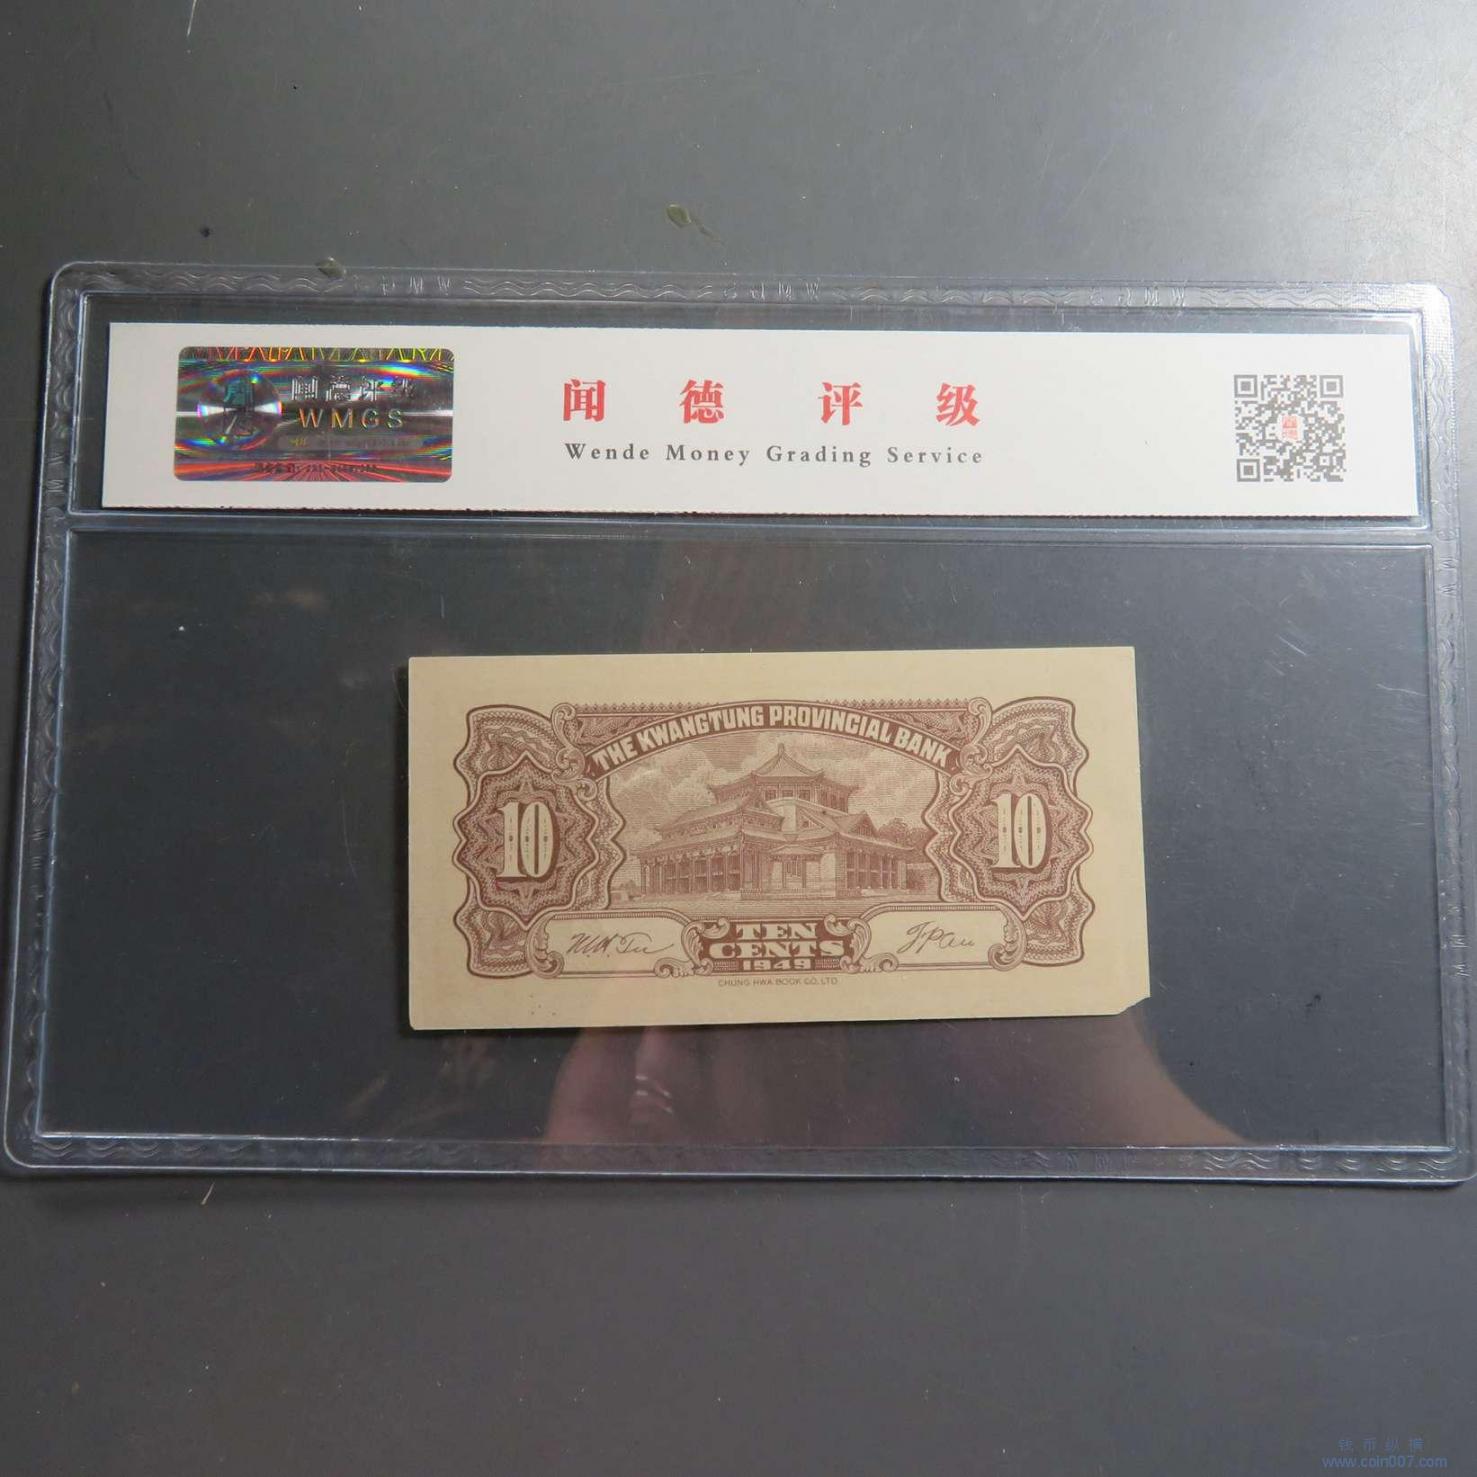 WMGS
闻德评级
WMGS
闻 德 评 级
Wende Money Grading Service
THE KWANGTUNG PROVINCIAL BANK
10
10
TEN
CENTS
1949
CHUNG HWA BOOK CO. LTD
钱币纵横
www.coin007.com